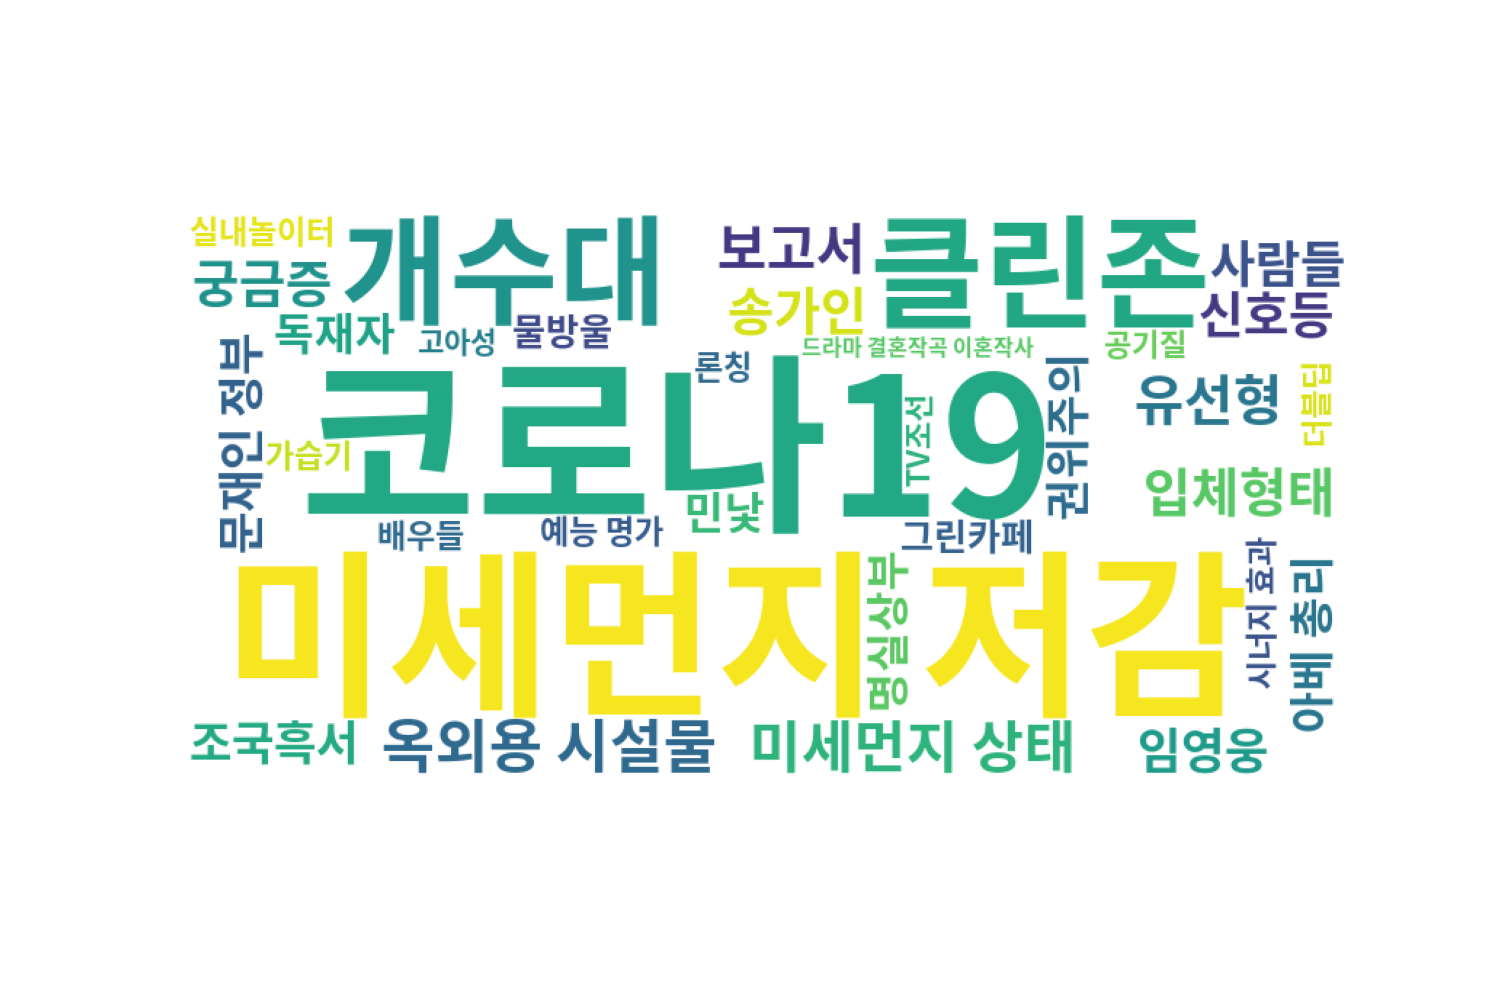 실내놀이터
개수대
보고서
클린존
사람들
궁금증
송가인
신호등
독재자
고아성
물방울
드라마 결혼작곡 이혼작사
공기질
문재인 정부
론칭
코로나19
TV조선
권위주의
유선형
더블딥
가습기
민낯
입체형태
배우들
예능 명가
그린카페
미세먼지 저감
명실상부
시너지 효과
아베 총리
조국흑서
옥외용 시설물
미세먼지 상태
임영웅